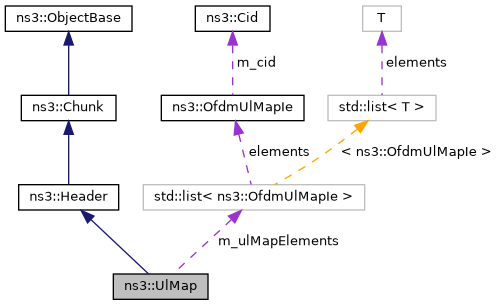 ns3::ObjectBase
ns3::Cid
T
m_cid
elements
ns3::Chunk
ns3::OfdmUlMapIe
std::list< T >
elements
< ns3::OfdmUlMapIe >
ns3::Header
std::list< ns3::OfdmUlMapIe >
m_ulMapElements
ns3::UlMap